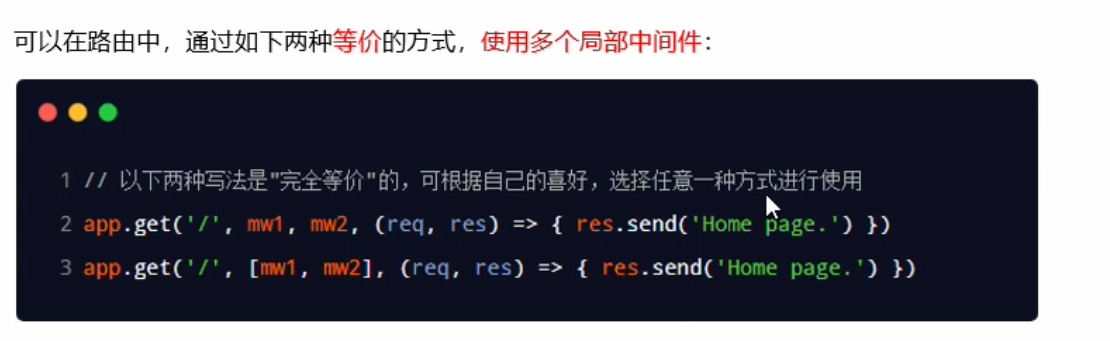 可以在路由中，通过如下两种等价的方式，使用多个局部中间件：
1 // 以下两种写法是"完全等价"的，可根据自己的喜好，选择任意一种方式进行使用
2 app.get('/', mw1, mw2, (req, res) => { res.send('Home page.') })
3 app.get('/', [mw1, mw2], (req, res) => { res.send('Home page.') })